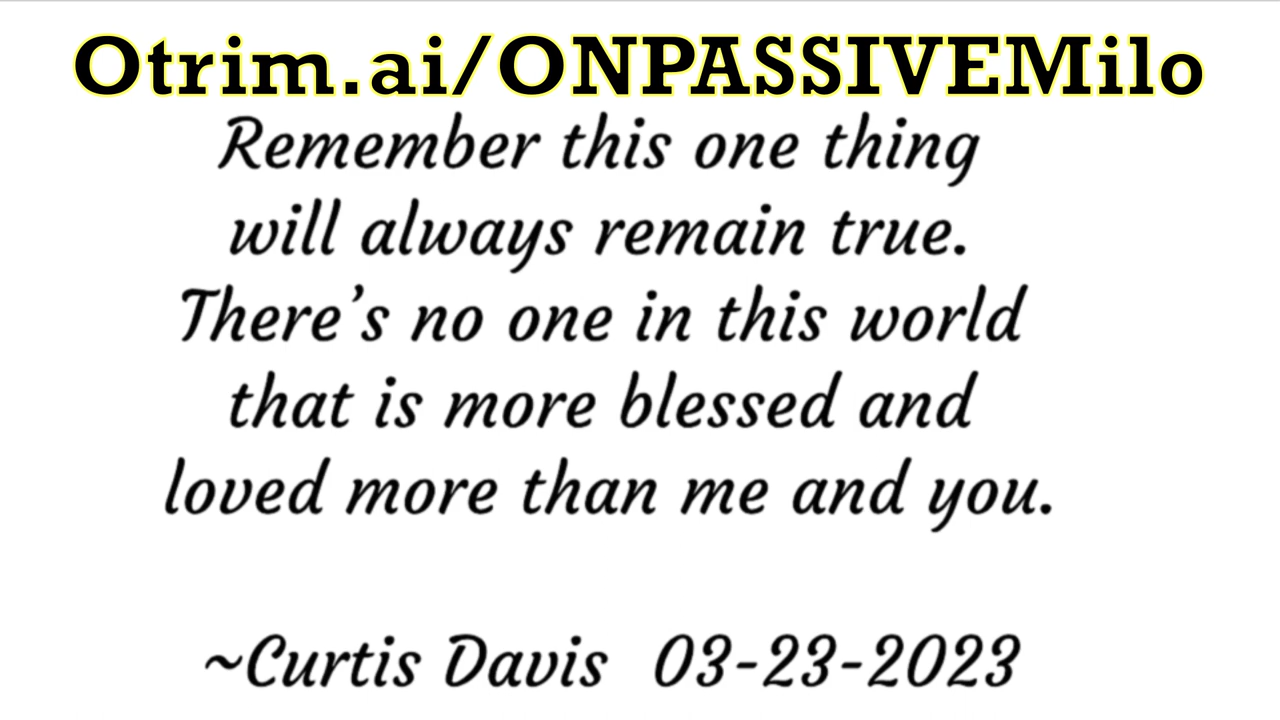 Otrim.ai/ONPASSIVEMilo
Remember this one thing
will always remain true.
There’s no one in this world
that is more blessed and
loved more than me and you.
~Curtis Davis 03-23-2023